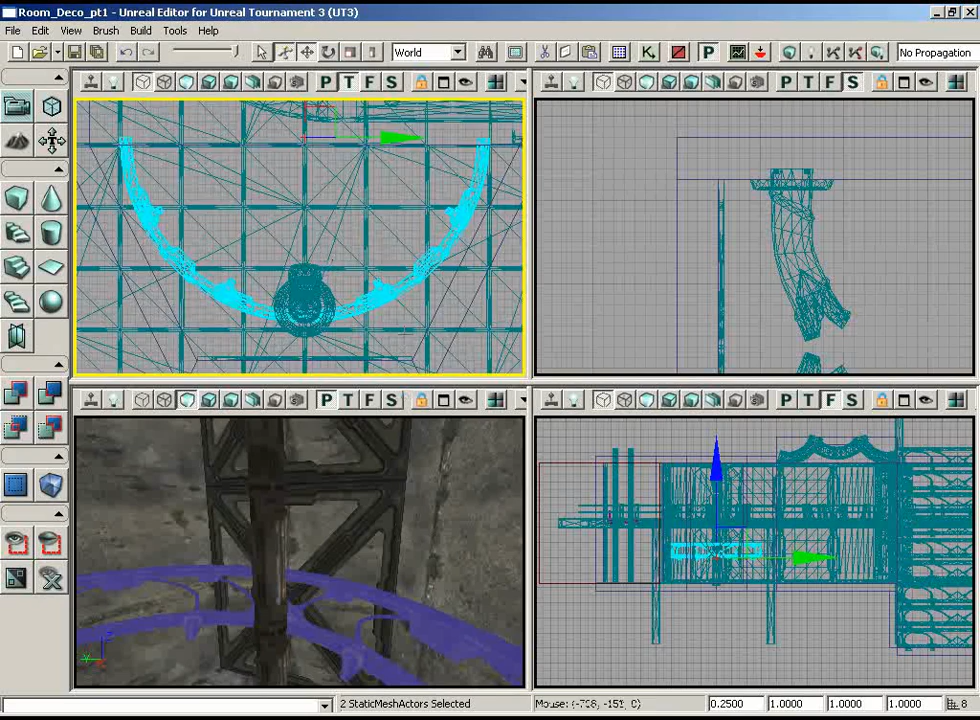 Room_Deco_pt1 - Unreal Editor for Unreal Tournament 3 (UT3)
File Edit View Brush Build Tools Help
World No Propagation
P T F S
P T F S
P T F S
P T F S
2 StaticMeshActors Selected 0.2500 1.0000 1.0000 1.0000 8